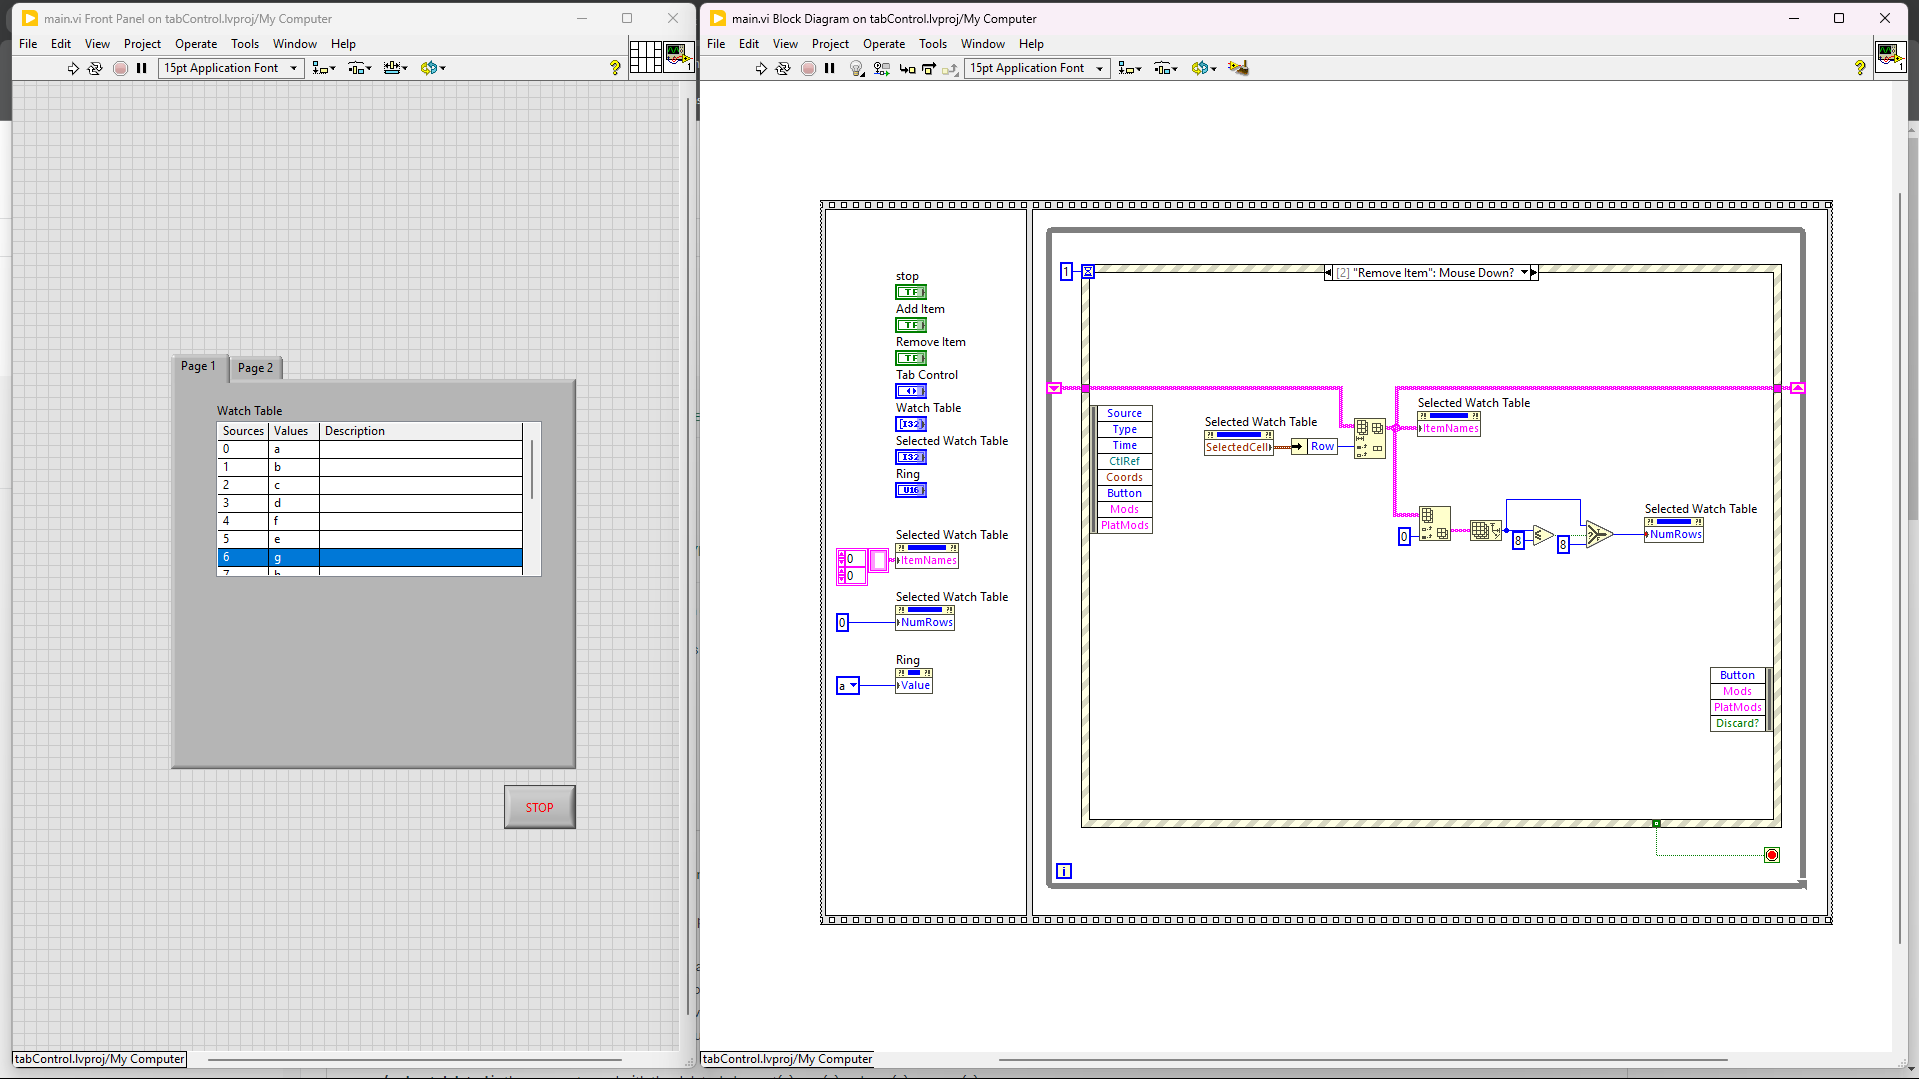 main.vi Front Panel on tabControl.lvproj/My Computer
File Edit View Project Operate Tools Window Help
15pt Application Font
1
Page 1
Page 2
Watch Table
Sources Values Description
0 a
1 b
2 c
3 d
4 f
5 e
6 g
STOP
tabControl.lvproj/My Computer
main.vi Block Diagram on tabControl.lvproj/My Computer
File Edit View Project Operate Tools Window Help
15pt Application Font
1
stop
TF
Add Item
TF
Remove Item
TF
Tab Control
Watch Table
I32
Selected Watch Table
I32
Ring
U16
Selected Watch Table
ItemNames
0
0
Selected Watch Table
0
NumRows
Ring
a
Value
1
[2] "Remove Item": Mouse Down?
Source
Type
Time
CtlRef
Coords
Button
Mods
PlatMods
Selected Watch Table
SelectedCell
Row
Selected Watch Table
ItemNames
0
8
8
Selected Watch Table
NumRows
Button
Mods
PlatMods
Discard?
i
tabControl.lvproj/My Computer